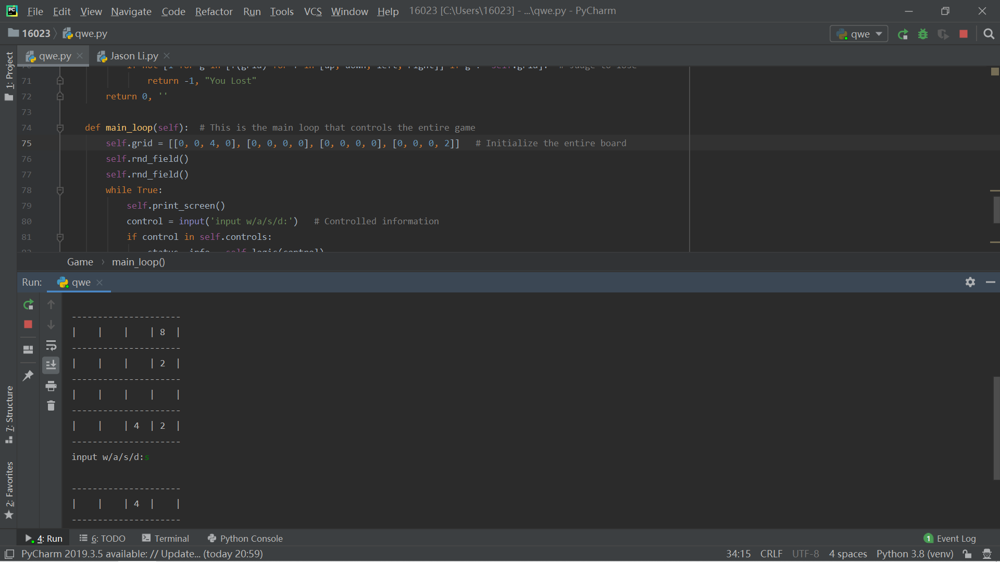 File Edit View Navigate Code Refactor Run Tools VCS Window Help 16023 [C:\Users\16023] - ...\qwe.py - PyCharm
16023 qwe.py qwe
qwe.py Jason Li.py
1: Project
71 return -1, "You Lost"
72 return 0, ''
73
74 def main_loop(self): # This is the main loop that controls the entire game
75 self.grid = [[0, 0, 4, 0], [0, 0, 0, 0], [0, 0, 0, 0], [0, 0, 0, 2]] # Initialize the entire board
76 self.rnd_field()
77 self.rnd_field()
78 while True:
79 self.print_screen()
80 control = input('input w/a/s/d:') # Controlled information
81 if control in self.controls:
Game › main_loop()
Run: qwe
---------------------
| | | | 8 |
---------------------
| | | | 2 |
---------------------
| | | | |
---------------------
| | | 4 | 2 |
---------------------
input w/a/s/d:s
---------------------
| | | 4 | |
---------------------
7: Structure
2: Favorites
4: Run 6: TODO Terminal Python Console 1 Event Log
PyCharm 2019.3.5 available: // Update... (today 20:59) 34:15 CRLF UTF-8 4 spaces Python 3.8 (venv)